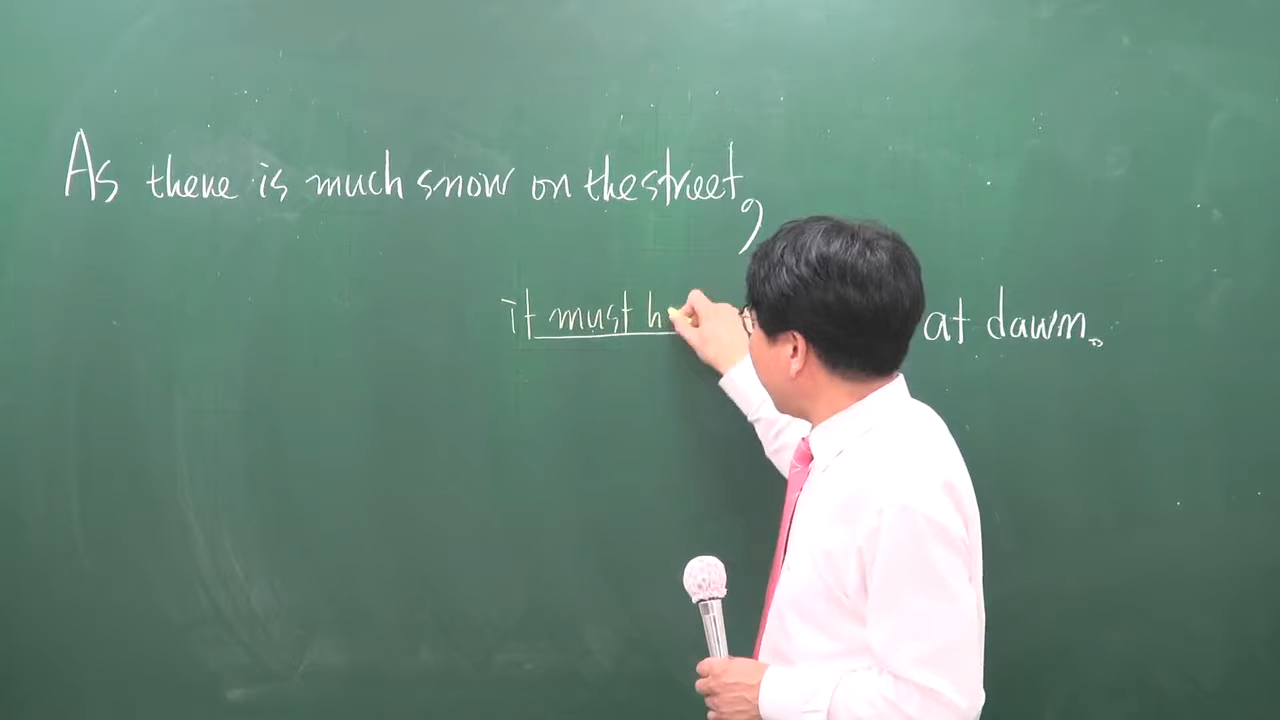 As there is much snow on the street,
it must h at dawn.